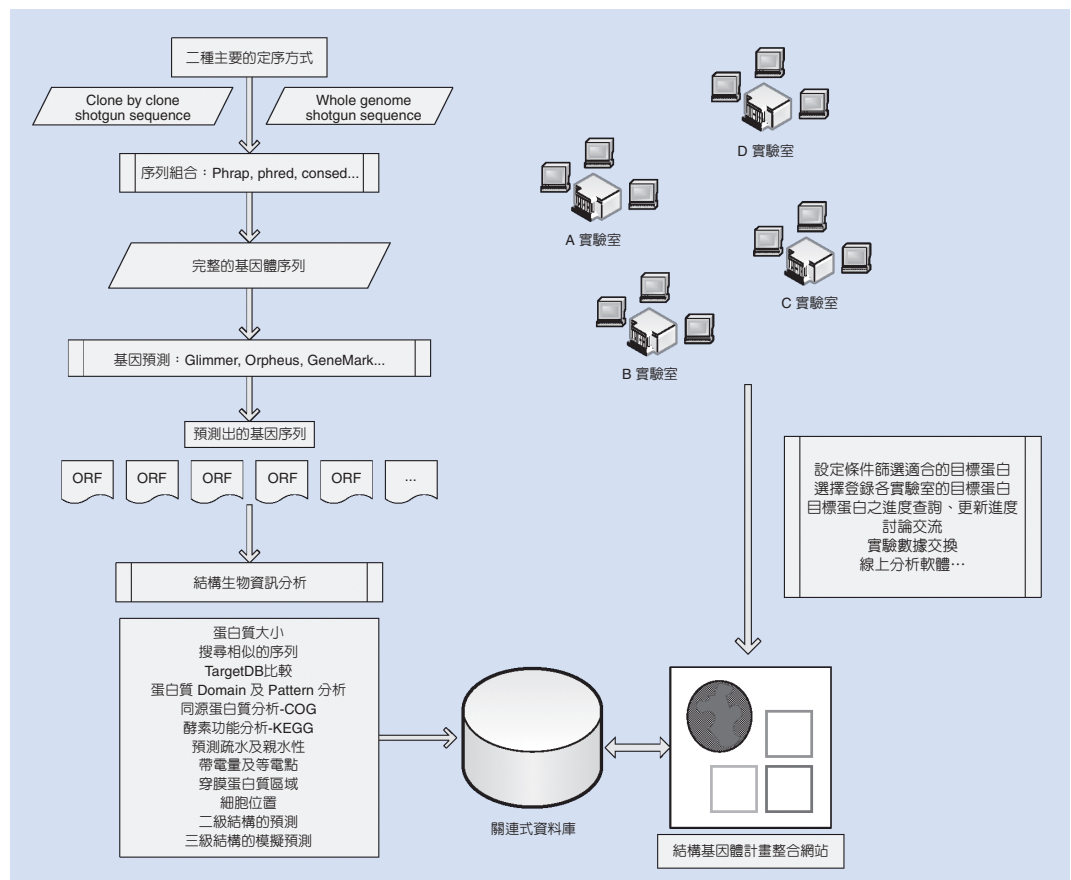 二種主要的定序方式
Clone by clone
shotgun sequence
Whole genome
shotgun sequence
序列組合：Phrap, phred, consed...
完整的基因體序列
基因預測：Glimmer, Orpheus, GeneMark...
預測出的基因序列
ORF
ORF
ORF
ORF
ORF
...
結構生物資訊分析
蛋白質大小
搜尋相似的序列
TargetDB比較
蛋白質 Domain 及 Pattern 分析
同源蛋白質分析-COG
酵素功能分析-KEGG
預測疏水及親水性
帶電量及等電點
穿膜蛋白質區域
細胞位置
二級結構的預測
三級結構的模擬預測
關連式資料庫
D 實驗室
A 實驗室
C 實驗室
B 實驗室
設定條件篩選適合的目標蛋白
選擇登錄各實驗室的目標蛋白
目標蛋白之進度查詢、更新進度
討論交流
實驗數據交換
線上分析軟體…
結構基因體計畫整合網站